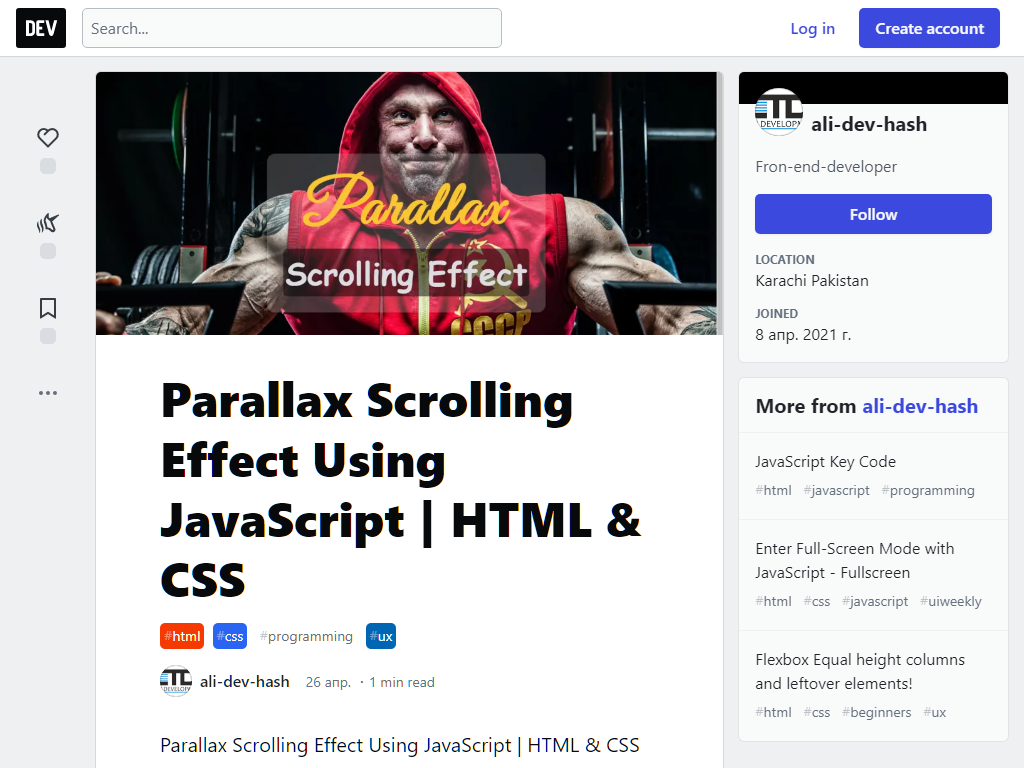 DEV
Search...
Log in
Create account
Parallax
Scrolling Effect
CCCP
Parallax Scrolling
Effect Using
JavaScript | HTML &
CSS
#html #css #programming #ux
ali-dev-hash 26 апр. · 1 min read
Parallax Scrolling Effect Using JavaScript | HTML & CSS
ali-dev-hash
Fron-end-developer
Follow
LOCATION
Karachi Pakistan
JOINED
8 апр. 2021 г.
More from ali-dev-hash
JavaScript Key Code
#html #javascript #programming
Enter Full-Screen Mode with
JavaScript - Fullscreen
#html #css #javascript #uiweekly
Flexbox Equal height columns
and leftover elements!
#html #css #beginners #ux